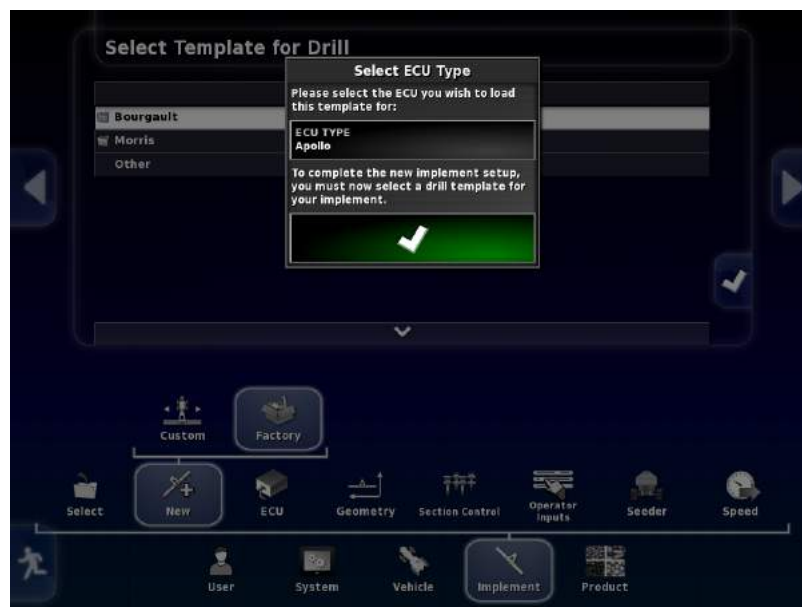 Select Template for Drill
Select ECU Type
Please select the ECU you wish to load
this template for:
Bourgault
ECU TYPE
Apollo
Morris
Other
To complete the new implement setup,
you must now select a drill template for
your implement.
Custom
Factory
Select
New
ECU
Geometry
Section Control
Operator
Inputs
Seeder
Speed
User
System
Vehicle
Implement
Product